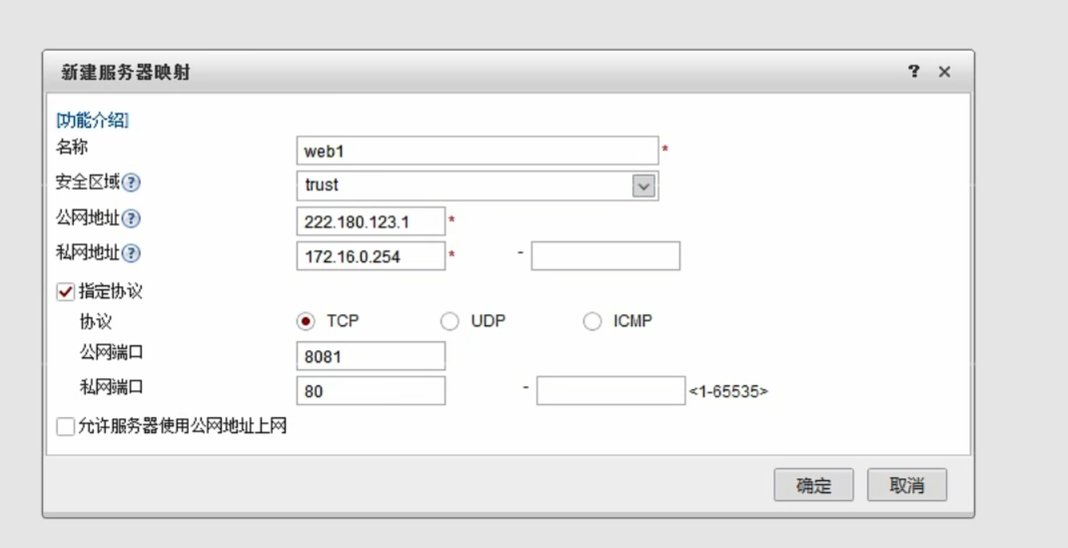 新建服务器映射 ? ×
[功能介绍]
名称 web1 *
安全区域 ? trust
公网地址 ? 222.180.123.1 *
私网地址 ? 172.16.0.254 * -
指定协议
协议 TCP UDP ICMP
公网端口 8081
私网端口 80 - <1-65535>
允许服务器使用公网地址上网
确定 取消